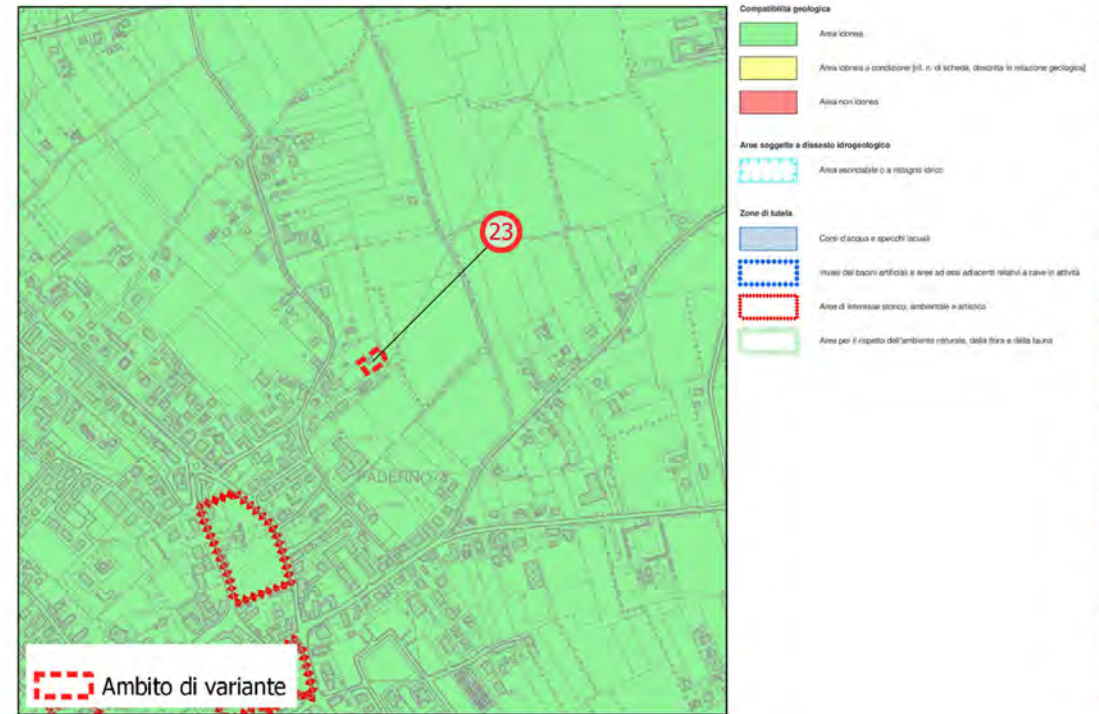 Compatibilità geologica
Area idonea
Area idonea a condizione [rif. n. di scheda, descritta in relazione geologica]
Area non idonea
Aree soggette a dissesto idrogeologico
Area esondabile o a ristagno idrico
Zone di tutela
Corsi d'acqua e specchi lacuali
Invasi dei bacini artificiali e aree ad essi adiacenti relativi a cave in attività
Aree di interesse storico, ambientale e artistico
Aree per il rispetto dell'ambiente naturale, della flora e della fauna
23
PADERNO
Ambito di variante